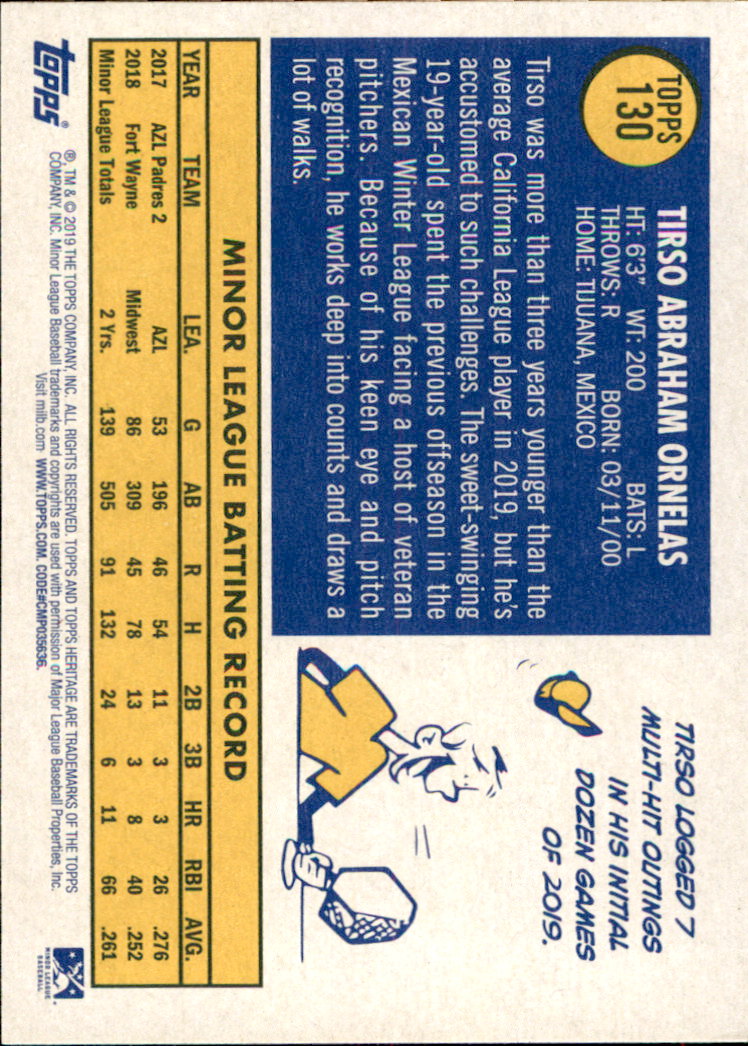 TOPPS
130
TIRSO ABRAHAM ORNELAS
HT: 6'3" WT: 200 BATS: L
THROWS: R BORN: 03/11/00
HOME: TIJUANA, MEXICO
Tirso was more than three years younger than the
average California League player in 2019, but he's
accustomed to such challenges. The sweet-swinging
19-year-old spent the previous offseason in the
Mexican Winter League facing a host of veteran
pitchers. Because of his keen eye and pitch
recognition, he works deep into counts and draws a
lot of walks.
TIRSO LOGGED 7
MULTI-HIT OUTINGS
IN HIS INITIAL
DOZEN GAMES
OF 2019.
MINOR LEAGUE BATTING RECORD
YEAR TEAM LEA. G AB R H 2B 3B HR RBI AVG.
2017 AZL Padres 2 AZL 53 196 46 54 11 3 3 26 .276
2018 Fort Wayne Midwest 86 309 45 78 13 3 8 40 .252
Minor League Totals 2 Yrs. 139 505 91 132 24 6 11 66 .261
topps®
®, TM & © 2019 THE TOPPS COMPANY, INC. ALL RIGHTS RESERVED. TOPPS AND TOPPS HERITAGE ARE TRADEMARKS OF THE TOPPS
COMPANY, INC. Minor League Baseball trademarks and copyrights are used with permission of Major League Baseball Properties, Inc.
Visit milb.com WWW.TOPPS.COM. CODE#CMP035636.
MINOR LEAGUE
BASEBALL